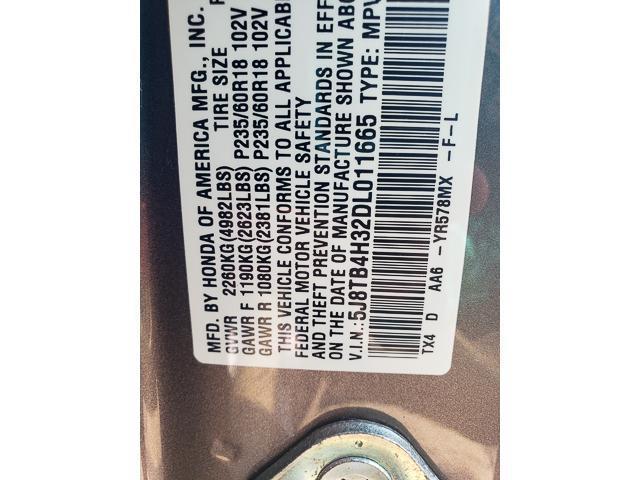 MFD. BY HONDA OF AMERICA MFG., INC.
GVWR 2260KG(4982LBS) TIRE SIZE
GAWR F 1190KG(2623LBS) P235/60R18 102V
GAWR R 1080KG(2381LBS) P235/60R18 102V
THIS VEHICLE CONFORMS TO ALL APPLICABL
FEDERAL MOTOR VEHICLE SAFETY
AND THEFT PREVENTION STANDARDS IN EFF
ON THE DATE OF MANUFACTURE SHOWN ABO
V.I.N.:5J8TB4H32DL011665 TYPE: MPV
TX4 D AA6 -YR578MX -F-L